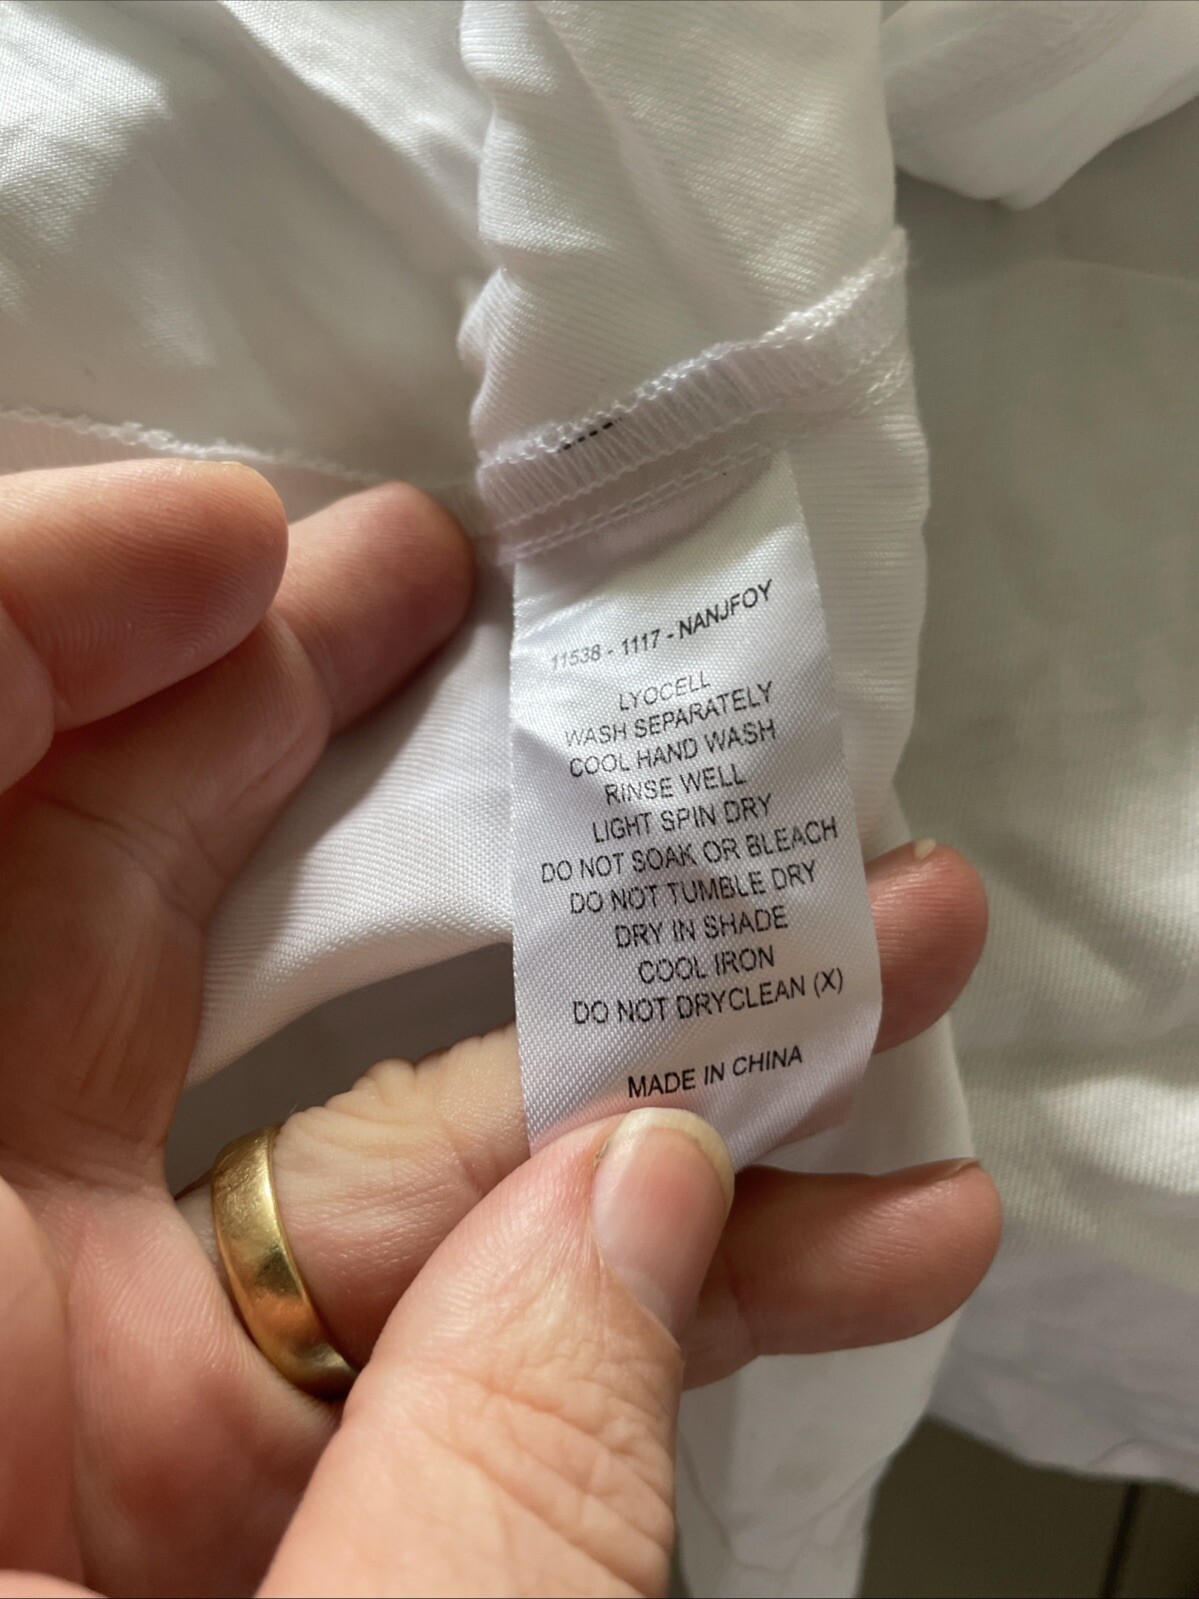 11538 - 1117 - NANJFOY
LYOCELL
WASH SEPARATELY
COOL HAND WASH
RINSE WELL
LIGHT SPIN DRY
DO NOT SOAK OR BLEACH
DO NOT TUMBLE DRY
DRY IN SHADE
COOL IRON
DO NOT DRYCLEAN (X)
MADE IN CHINA